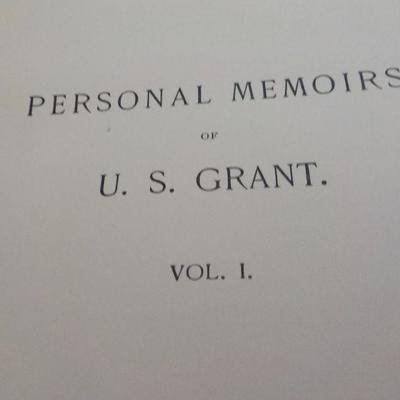 PERSONAL MEMOIRS
OF
U. S. GRANT.
VOL. I.